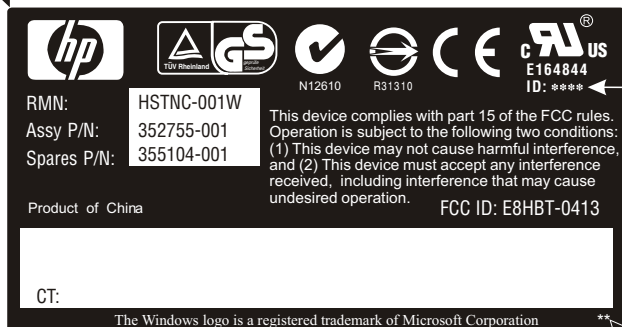 hp
TÜV Rheinland
GS
geprüfte
Sicherheit
N12610
R31310
CE
®
c RU US
E164844
ID: ****
RMN: HSTNC-001W
Assy P/N: 352755-001
Spares P/N: 355104-001
This device complies with part 15 of the FCC rules.
Operation is subject to the following two conditions:
(1) This device may not cause harmful interference,
and (2) This device must accept any interference
received, including interference that may cause
undesired operation.
FCC ID: E8HBT-0413
Product of China
CT:
The Windows logo is a registered trademark of Microsoft Corporation
**